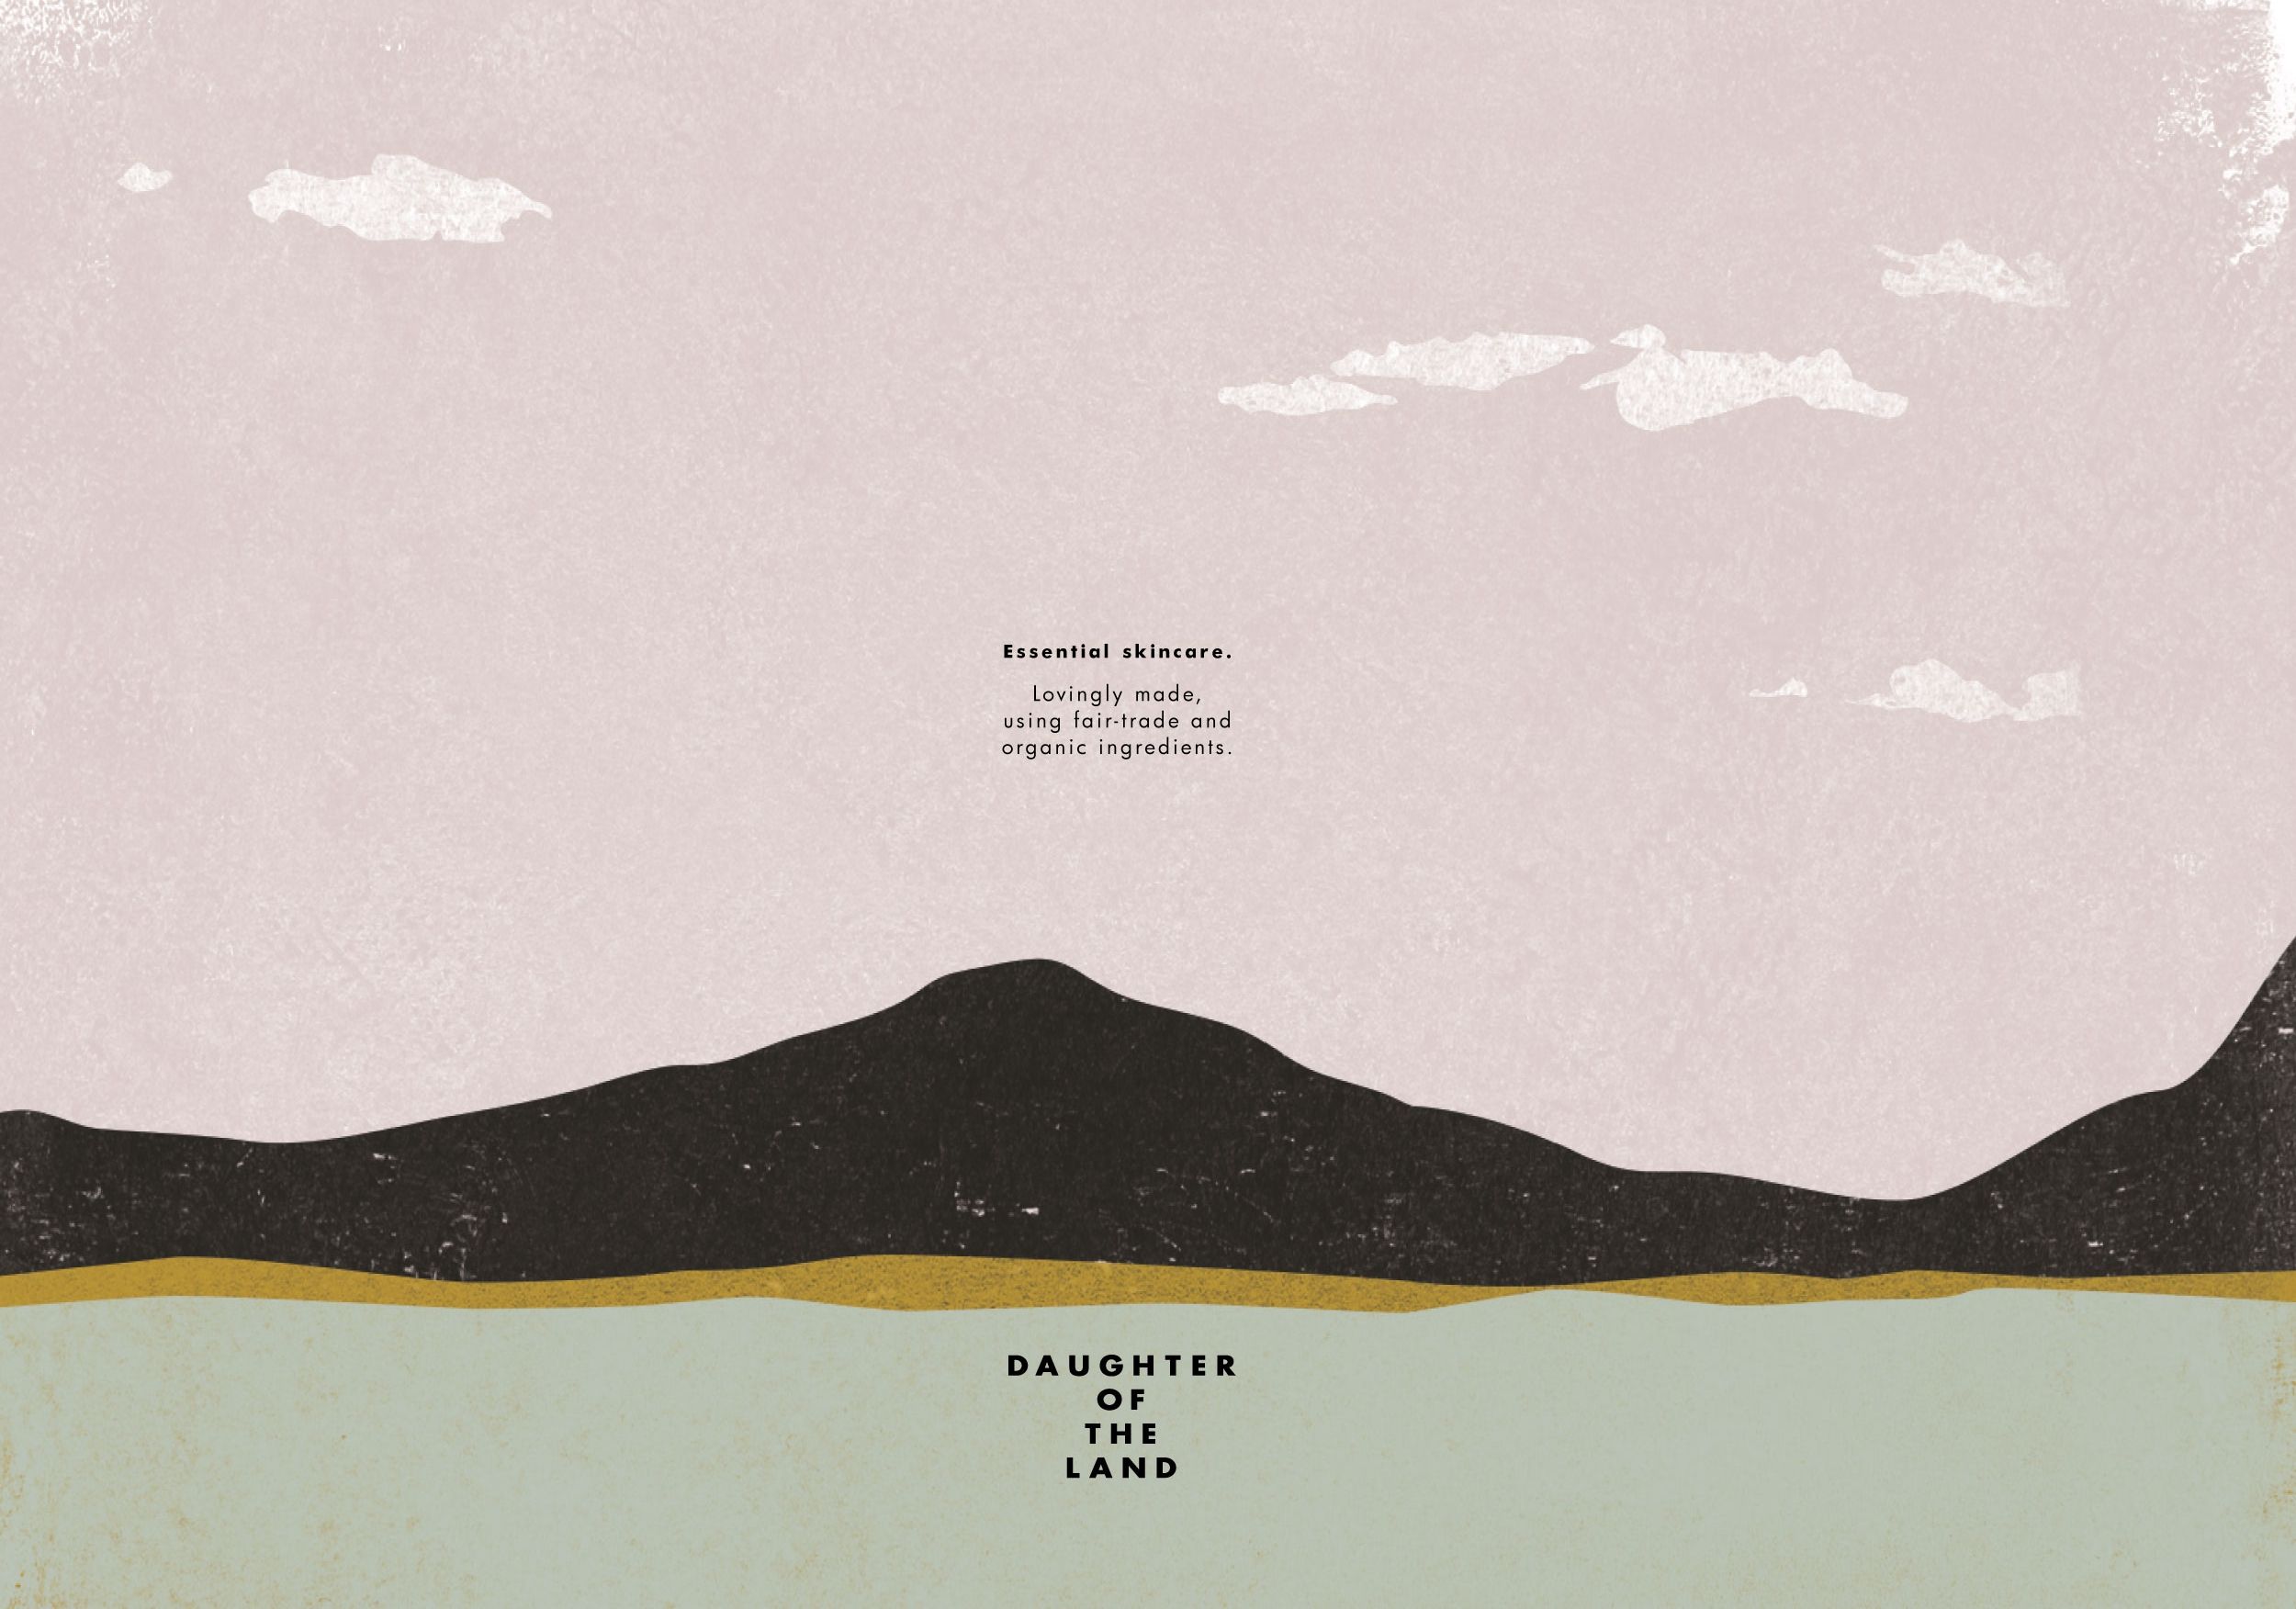 Essential skincare.
Lovingly made,
using fair-trade and
organic ingredients.
DAUGHTER
OF
THE
LAND